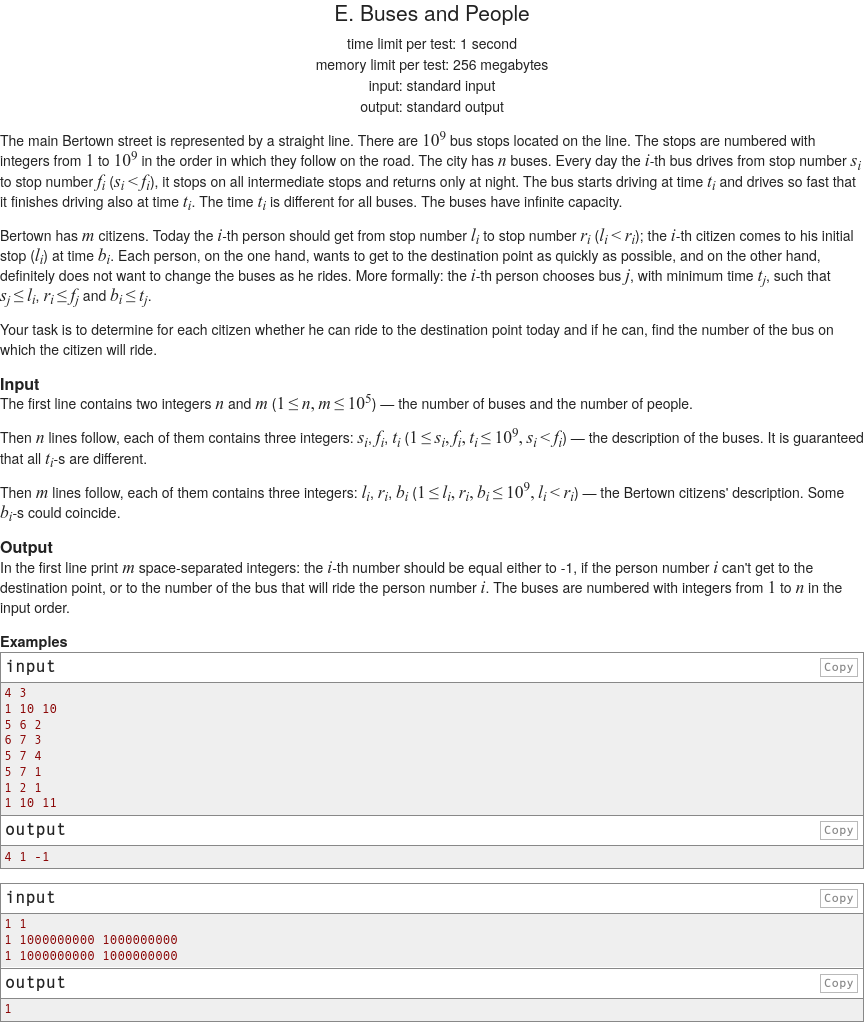 E. Buses and People
time limit per test: 1 second
memory limit per test: 256 megabytes
input: standard input
output: standard output
The main Bertown street is represented by a straight line. There are 10^9 bus stops located on the line. The stops are numbered with
integers from 1 to 10^9 in the order in which they follow on the road. The city has n buses. Every day the i-th bus drives from stop number s_i
to stop number f_i (s_i < f_i), it stops on all intermediate stops and returns only at night. The bus starts driving at time t_i and drives so fast that
it finishes driving also at time t_i. The time t_i is different for all buses. The buses have infinite capacity.
Bertown has m citizens. Today the i-th person should get from stop number l_i to stop number r_i (l_i < r_i); the i-th citizen comes to his initial
stop (l_i) at time b_i. Each person, on the one hand, wants to get to the destination point as quickly as possible, and on the other hand,
definitely does not want to change the buses as he rides. More formally: the i-th person chooses bus j, with minimum time t_j, such that
s_j ≤ l_i, r_i ≤ f_j and b_i ≤ t_j.
Your task is to determine for each citizen whether he can ride to the destination point today and if he can, find the number of the bus on
which the citizen will ride.
Input
The first line contains two integers n and m (1 ≤ n, m ≤ 10^5) — the number of buses and the number of people.
Then n lines follow, each of them contains three integers: s_i, f_i, t_i (1 ≤ s_i, f_i, t_i ≤ 10^9, s_i < f_i) — the description of the buses. It is guaranteed
that all t_i-s are different.
Then m lines follow, each of them contains three integers: l_i, r_i, b_i (1 ≤ l_i, r_i, b_i ≤ 10^9, l_i < r_i) — the Bertown citizens' description. Some
b_i-s could coincide.
Output
In the first line print m space-separated integers: the i-th number should be equal either to -1, if the person number i can't get to the
destination point, or to the number of the bus that will ride the person number i. The buses are numbered with integers from 1 to n in the
input order.
Examples
input Copy
4 3
1 10 10
5 6 2
6 7 3
5 7 4
5 7 1
1 2 1
1 10 11
output Copy
4 1 -1
input Copy
1 1
1 1000000000 1000000000
1 1000000000 1000000000
output Copy
1